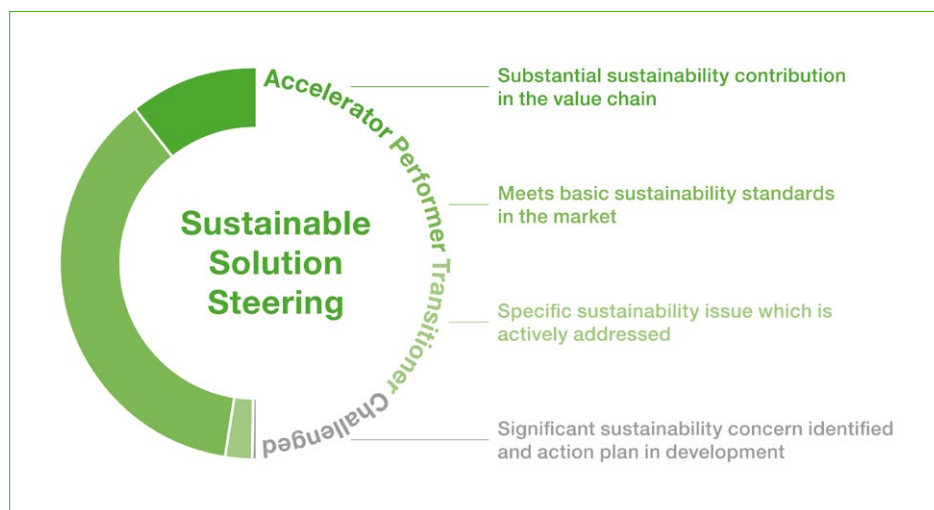 Sustainable
Solution
Steering
Accelerator Performer Transitioner Challenged
Substantial sustainability contribution
in the value chain
Meets basic sustainability standards
in the market
Specific sustainability issue which is
actively addressed
Significant sustainability concern identified
and action plan in development